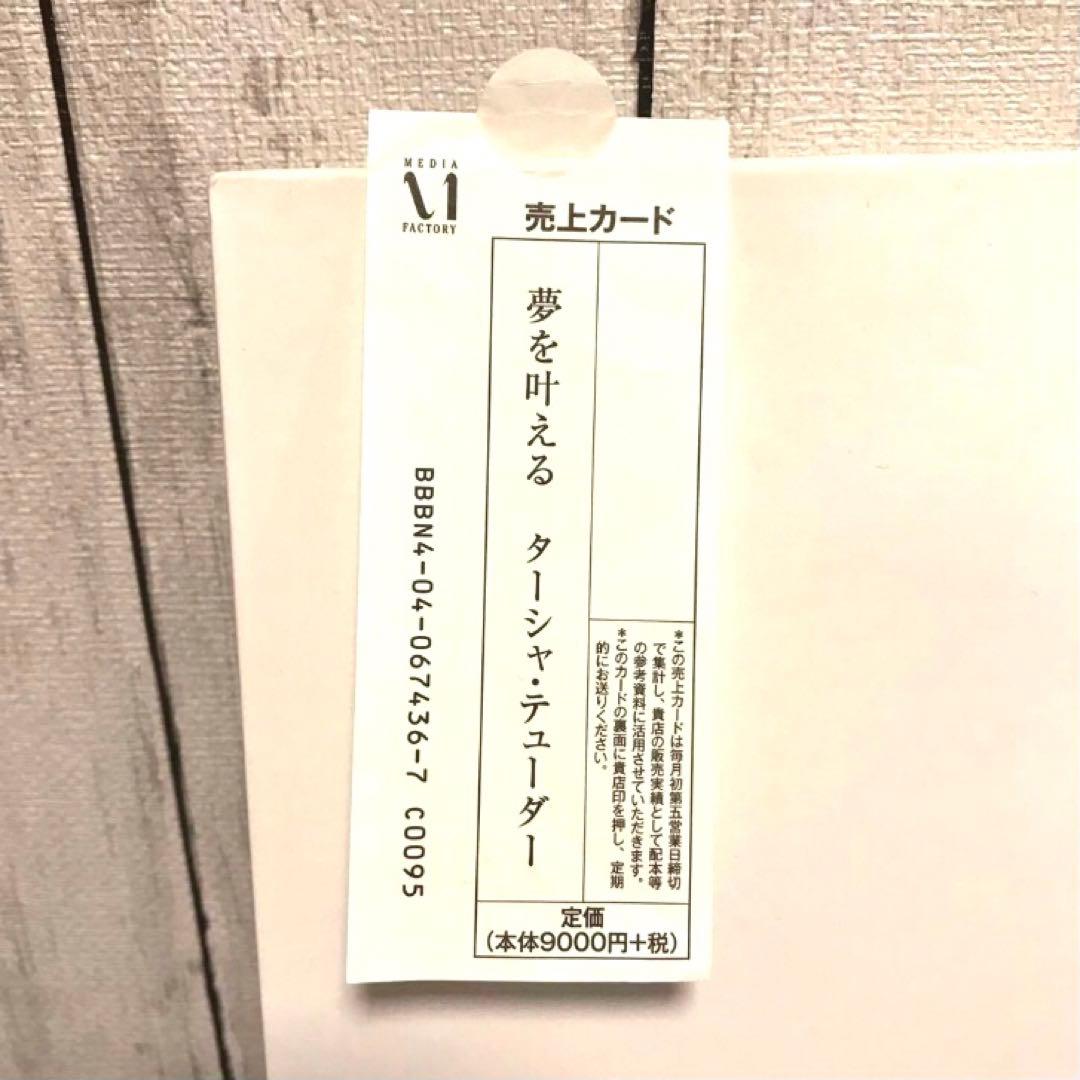 MEDIA
FACTORY
売上カード
夢を叶える　ターシャ・テューダー
*この売上カードは毎月初第五営業日締切
で集計し、貴店の販売実績として配本等
の参考資料に活用させていただきます。
*このカードの裏面に貴店印を押し、定期
的にお送りください。
定価
(本体9000円+税)
BBBN4-04-067436-7 C0095